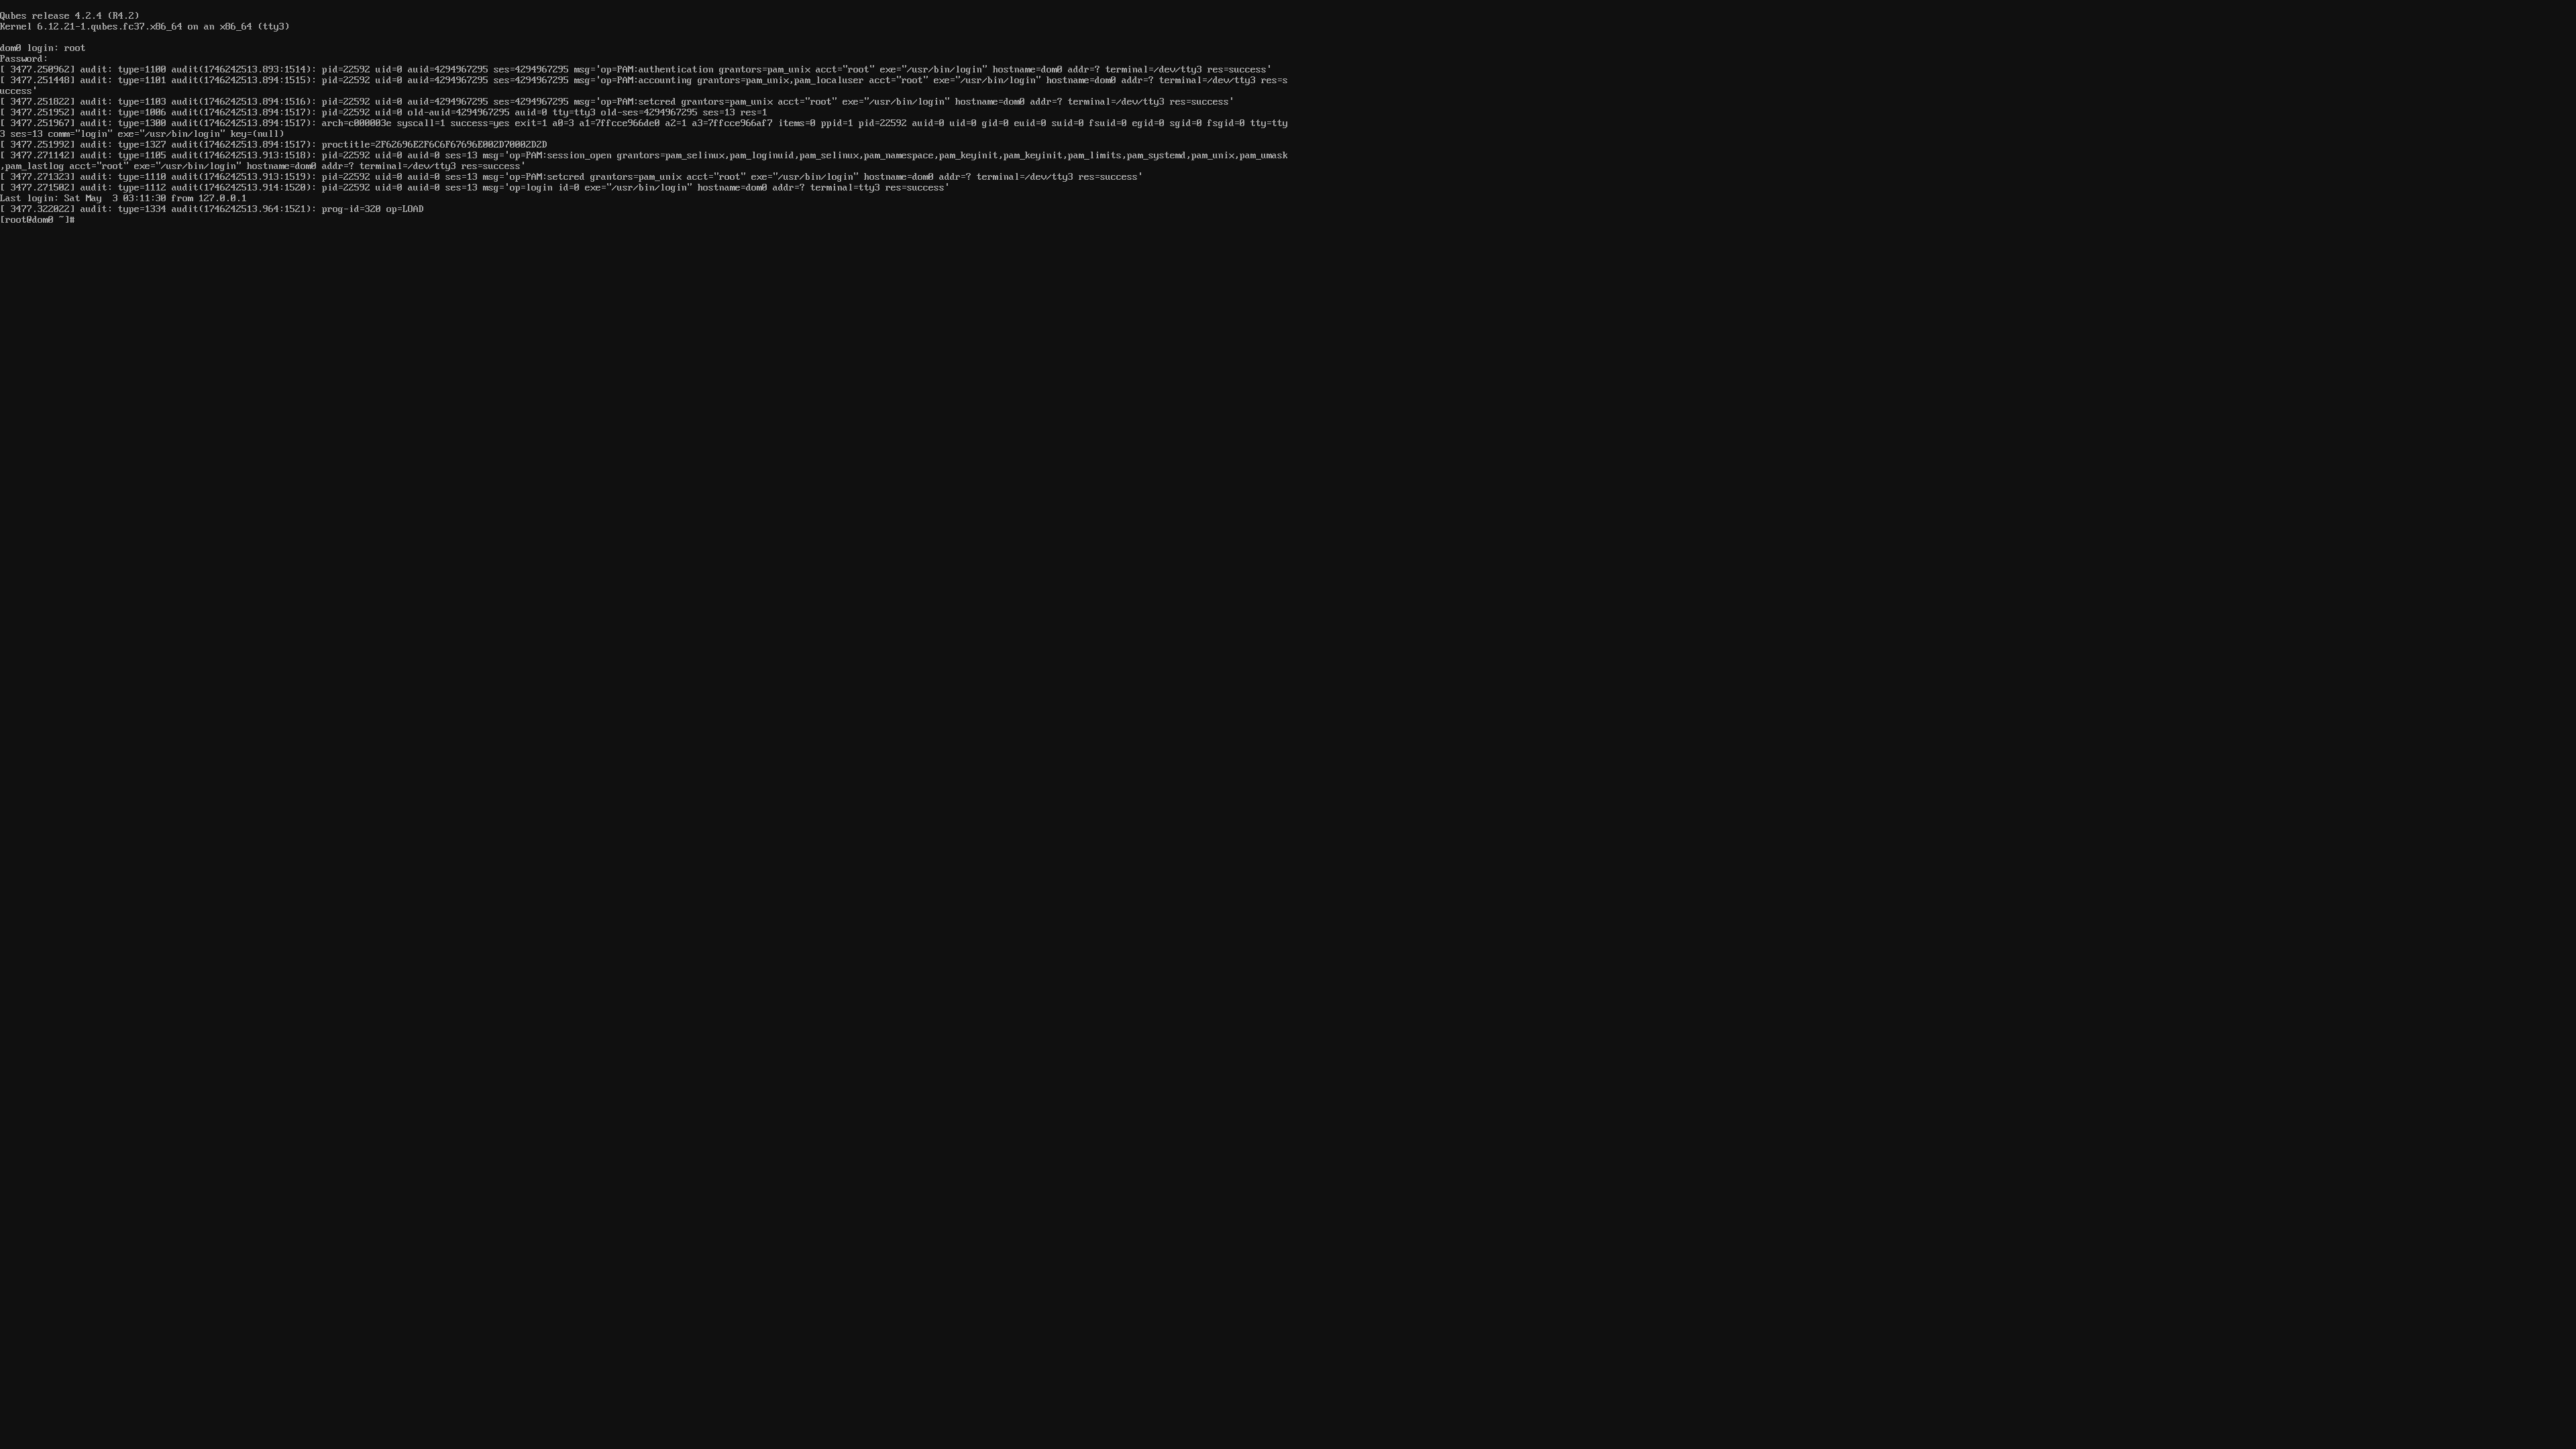 Qubes release 4.2.4 (R4.2)
Kernel 6.12.21-1.qubes.fc37.x86_64 on an x86_64 (tty3)
dom0 login: root
Password:
[ 3477.250962] audit: type=1100 audit(1746242513.893:1514): pid=22592 uid=0 auid=4294967295 ses=4294967295 msg='op=PAM:authentication grantors=pam_unix acct="root" exe="/usr/bin/login" hostname=dom0 addr=? terminal=/dev/tty3 res=success'
[ 3477.251448] audit: type=1101 audit(1746242513.894:1515): pid=22592 uid=0 auid=4294967295 ses=4294967295 msg='op=PAM:accounting grantors=pam_unix,pam_localuser acct="root" exe="/usr/bin/login" hostname=dom0 addr=? terminal=/dev/tty3 res=s
uccess'
[ 3477.251822] audit: type=1103 audit(1746242513.894:1516): pid=22592 uid=0 auid=4294967295 ses=4294967295 msg='op=PAM:setcred grantors=pam_unix acct="root" exe="/usr/bin/login" hostname=dom0 addr=? terminal=/dev/tty3 res=success'
[ 3477.251952] audit: type=1006 audit(1746242513.894:1517): pid=22592 uid=0 old-auid=4294967295 auid=0 tty=tty3 old-ses=4294967295 ses=13 res=1
[ 3477.251967] audit: type=1300 audit(1746242513.894:1517): arch=c000003e syscall=1 success=yes exit=1 a0=3 a1=7ffcce966de0 a2=1 a3=7ffcce966af7 items=0 ppid=1 pid=22592 auid=0 uid=0 gid=0 euid=0 suid=0 fsuid=0 egid=0 sgid=0 fsgid=0 tty=tty
3 ses=13 comm="login" exe="/usr/bin/login" key=(null)
[ 3477.251992] audit: type=1327 audit(1746242513.894:1517): proctitle=2F62696E2F6C6F67696E002D70002D2D
[ 3477.271142] audit: type=1105 audit(1746242513.913:1518): pid=22592 uid=0 auid=0 ses=13 msg='op=PAM:session_open grantors=pam_selinux,pam_loginuid,pam_selinux,pam_namespace,pam_keyinit,pam_keyinit,pam_limits,pam_systemd,pam_unix,pam_umask
,pam_lastlog acct="root" exe="/usr/bin/login" hostname=dom0 addr=? terminal=/dev/tty3 res=success'
[ 3477.271323] audit: type=1110 audit(1746242513.913:1519): pid=22592 uid=0 auid=0 ses=13 msg='op=PAM:setcred grantors=pam_unix acct="root" exe="/usr/bin/login" hostname=dom0 addr=? terminal=/dev/tty3 res=success'
[ 3477.271502] audit: type=1112 audit(1746242513.914:1520): pid=22592 uid=0 auid=0 ses=13 msg='op=login id=0 exe="/usr/bin/login" hostname=dom0 addr=? terminal=tty3 res=success'
Last login: Sat May  3 03:11:30 from 127.0.0.1
[ 3477.322022] audit: type=1334 audit(1746242513.964:1521): prog-id=320 op=LOAD
[root@dom0 ~]#